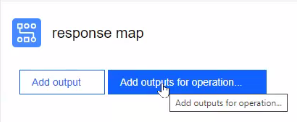 response map
Add output
Add outputs for operation...
Add outputs for operation...